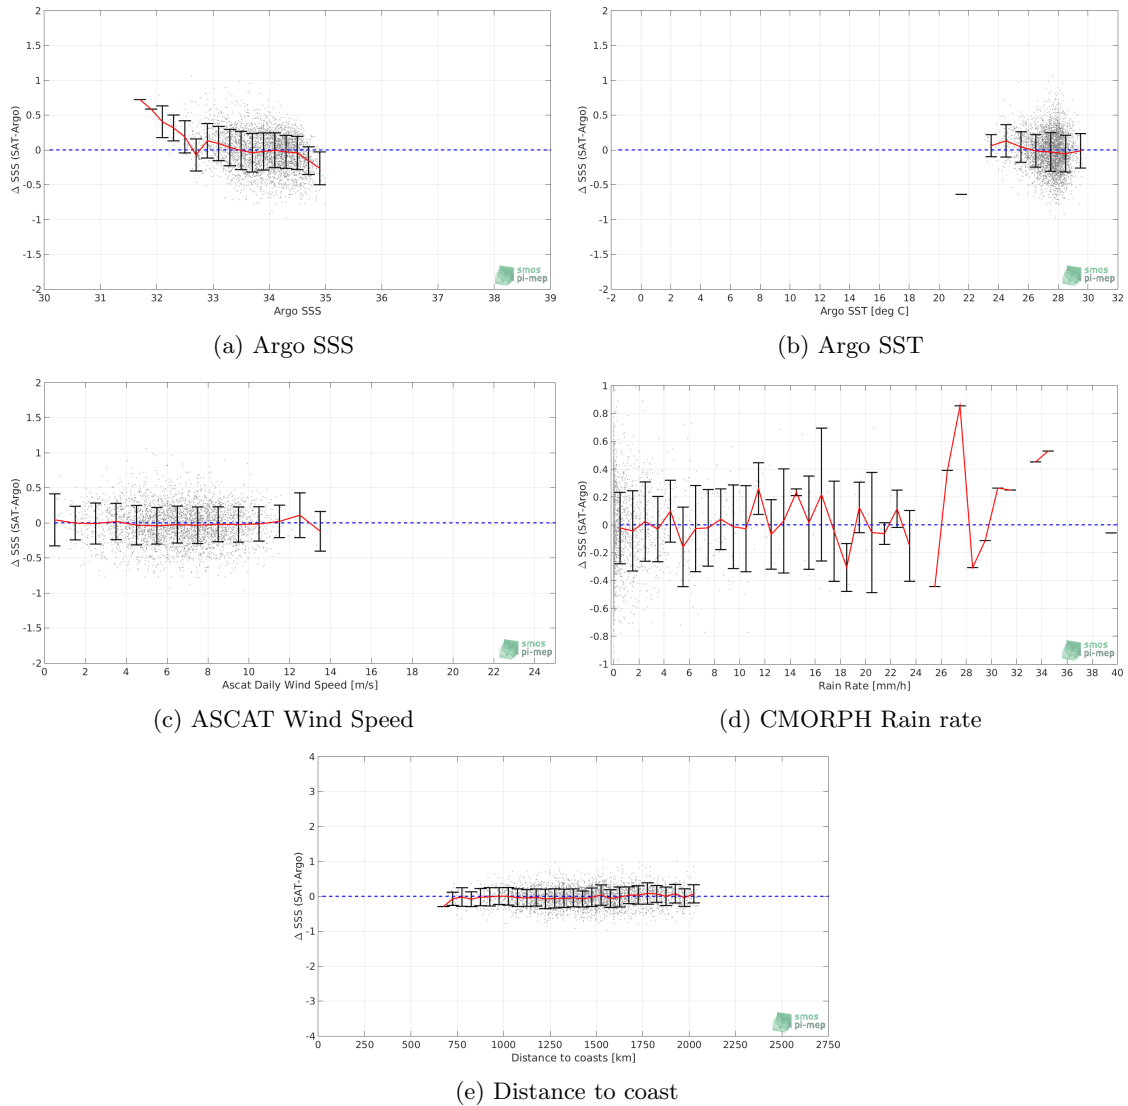 2
1.5
1
0.5
0
-0.5
-1
-1.5
-2
Δ SSS (SAT-Argo)
30 31 32 33 34 35 36 37 38 39
Argo SSS
smos
pi-mep
(a) Argo SSS
2
1.5
1
0.5
0
-0.5
-1
-1.5
-2
Δ SSS (SAT-Argo)
-2 0 2 4 6 8 10 12 14 16 18 20 22 24 26 28 30 32
Argo SST [deg C]
smos
pi-mep
(b) Argo SST
2
1.5
1
0.5
0
-0.5
-1
-1.5
-2
Δ SSS (SAT-Argo)
0 2 4 6 8 10 12 14 16 18 20 22 24
Ascat Daily Wind Speed [m/s]
smos
pi-mep
(c) ASCAT Wind Speed
1
0.8
0.6
0.4
0.2
0
-0.2
-0.4
-0.6
-0.8
-1
Δ SSS (SAT-Argo)
0 2 4 6 8 10 12 14 16 18 20 22 24 26 28 30 32 34 36 38 40
Rain Rate [mm/h]
smos
pi-mep
(d) CMORPH Rain rate
4
3
2
1
0
-1
-2
-3
-4
Δ SSS (SAT-Argo)
0 250 500 750 1000 1250 1500 1750 2000 2250 2500 2750
Distance to coasts [km]
smos
pi-mep
(e) Distance to coast